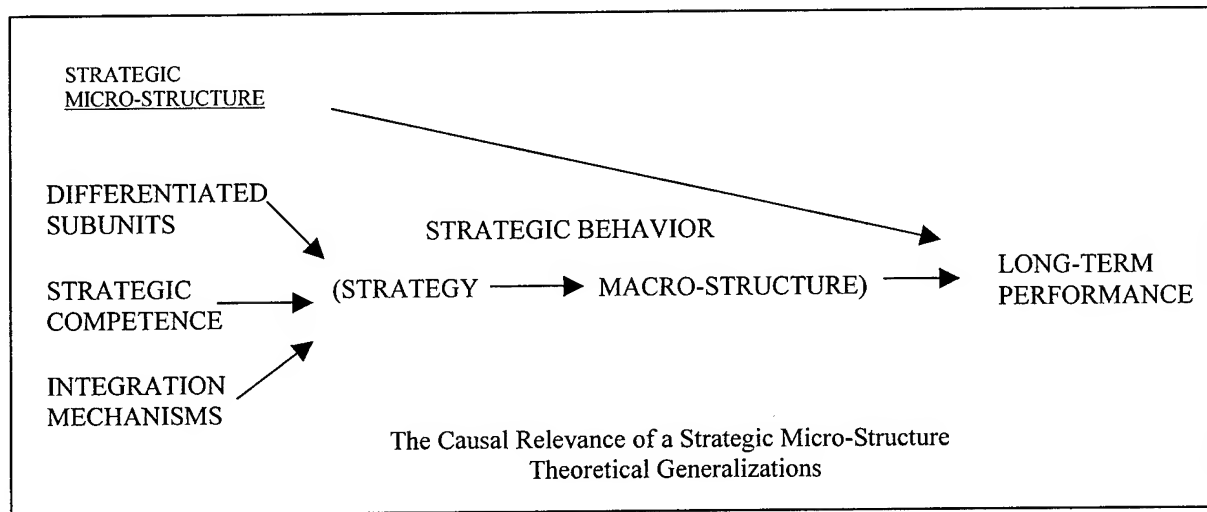 STRATEGIC
MICRO-STRUCTURE
DIFFERENTIATED
SUBUNITS
STRATEGIC BEHAVIOR
STRATEGIC
COMPETENCE
(STRATEGY
MACRO-STRUCTURE)
LONG-TERM
PERFORMANCE
INTEGRATION
MECHANISMS
The Causal Relevance of a Strategic Micro-Structure
Theoretical Generalizations